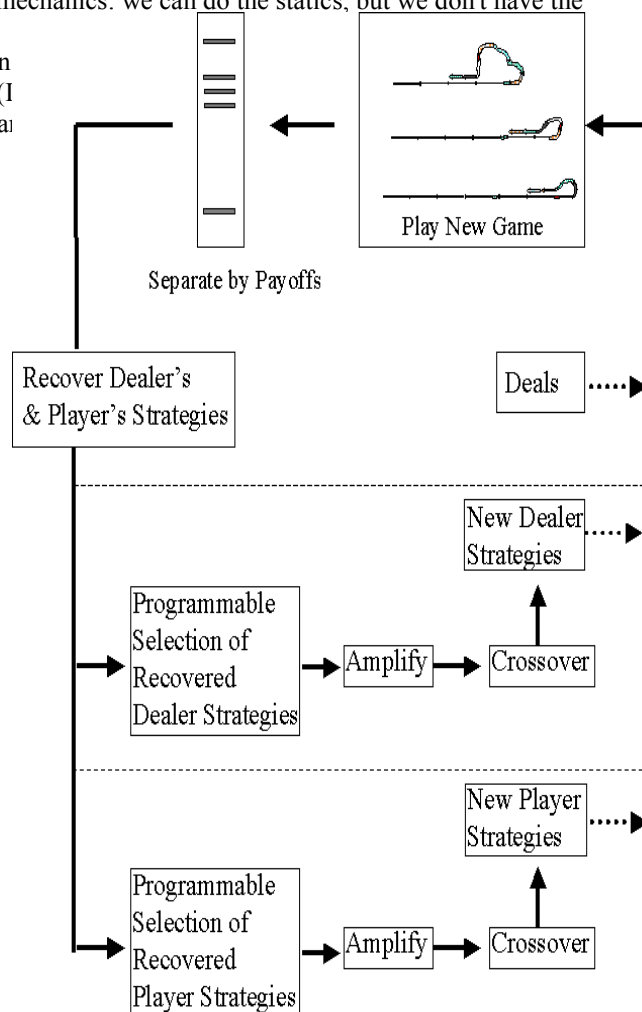 mechanics: we can do the statics, but we don't have the
Play New Game
Separate by Payoffs
Recover Dealer's
& Player's Strategies
Deals
New Dealer
Strategies
Programmable
Selection of
Recovered
Dealer Strategies
Amplify
Crossover
New Player
Strategies
Programmable
Selection of
Recovered
Player Strategies
Amplify
Crossover